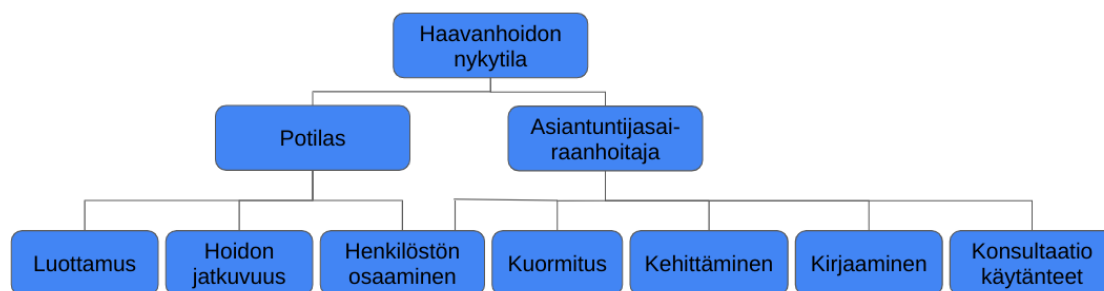 Haavanhoidon
nykytila
Potilas
Asiantuntijasai-
raanhoitaja
Luottamus
Hoidon
jatkuvuus
Henkilöstön
osaaminen
Kuormitus
Kehittäminen
Kirjaaminen
Konsultaatio
käytänteet